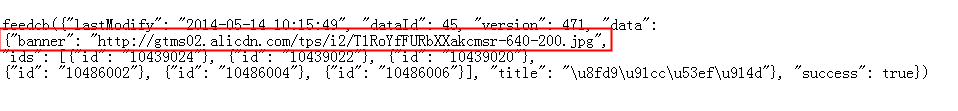 feedcb({"lastModify": "2014-05-14 10:15:49", "dataId": 45, "version": 471, "data":
{"banner": "http://gtms02.alicdn.com/tps/i2/T1RoYfFURbXXakcmsr-640-200.jpg",
"ids": [{"id": "10439024"}, {"id": "10439022"}, {"id": "10439020"},
{"id": "10486002"}, {"id": "10486004"}, {"id": "10486006"}], "title": "\u8fd9\u91cc\u53ef\u914d"}, "success": true})